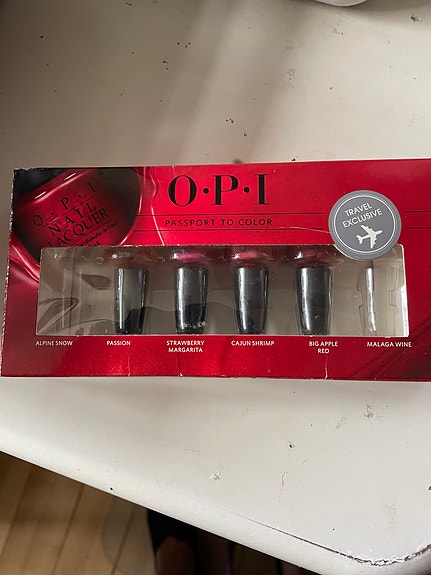 O·P·I
PASSPORT TO COLOR
TRAVEL
EXCLUSIVE
O·P·I
NAIL
LACQUER
ALPINE SNOW
PASSION
STRAWBERRY
MARGARITA
CAJUN SHRIMP
BIG APPLE
RED
MALAGA WINE